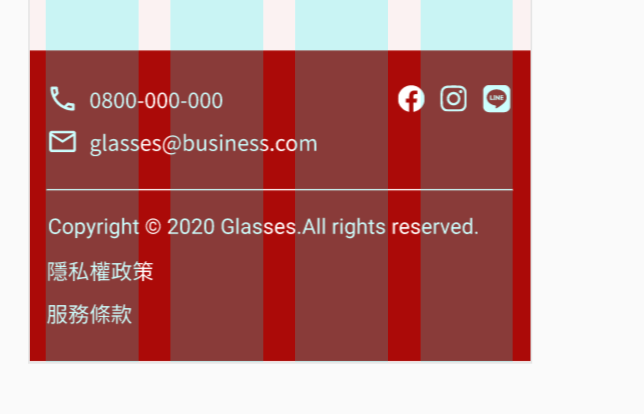 0800-000-000
LINE
glasses@business.com
Copyright © 2020 Glasses.All rights reserved.
隱私權政策
服務條款